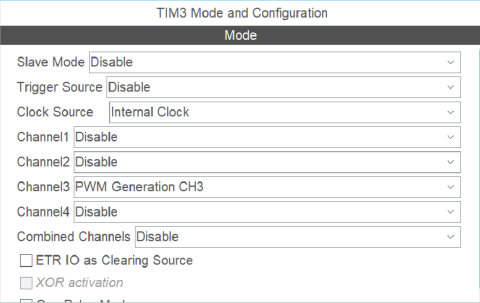 TIM3 Mode and Configuration
Mode
Slave Mode Disable
Trigger Source Disable
Clock Source Internal Clock
Channel1 Disable
Channel2 Disable
Channel3 PWM Generation CH3
Channel4 Disable
Combined Channels Disable
ETR IO as Clearing Source
XOR activation